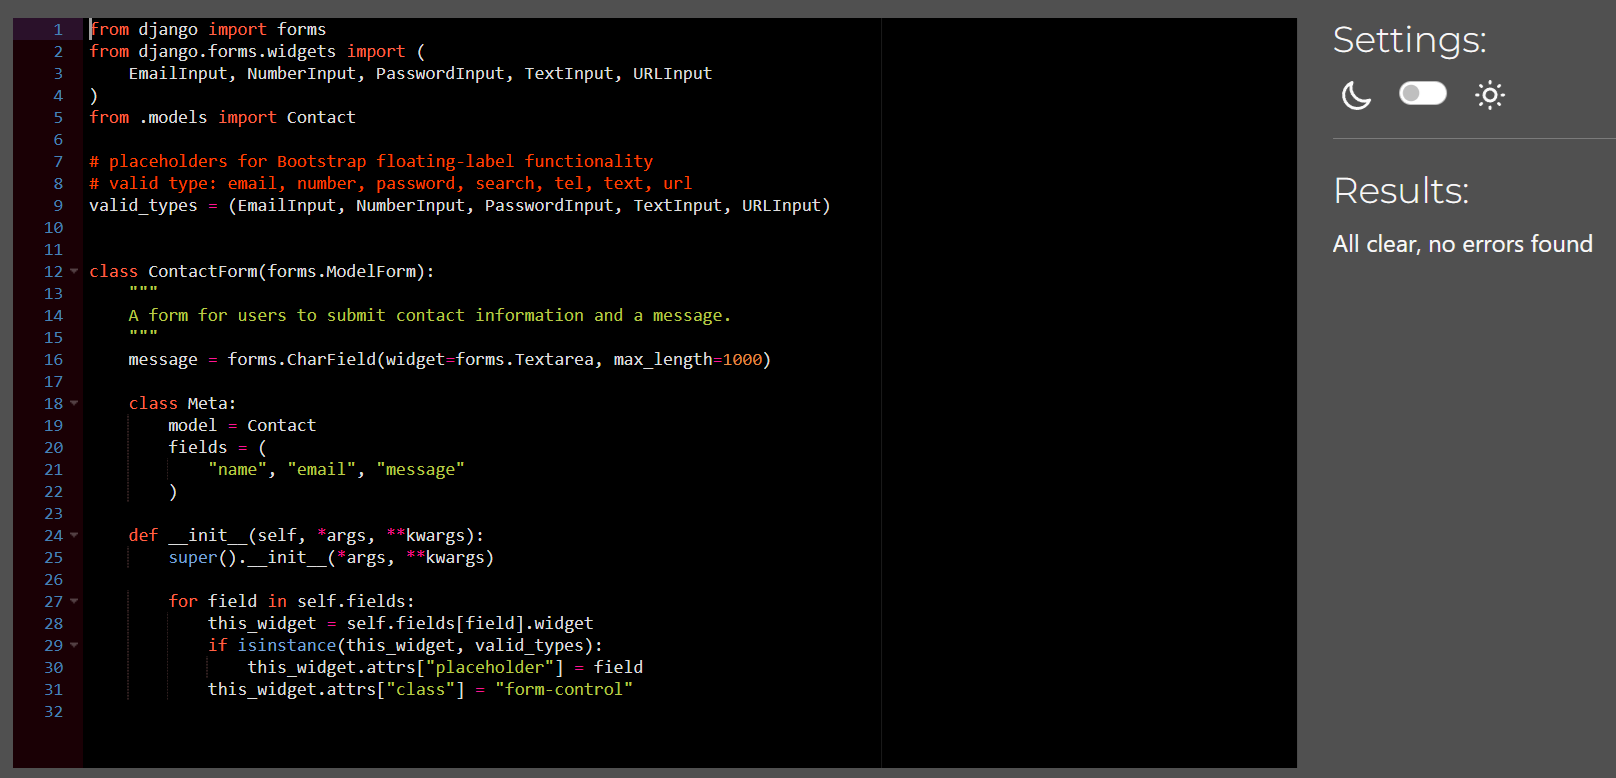 1 from django import forms
2 from django.forms.widgets import (
3     EmailInput, NumberInput, PasswordInput, TextInput, URLInput
4 )
5 from .models import Contact
6
7 # placeholders for Bootstrap floating-label functionality
8 # valid type: email, number, password, search, tel, text, url
9 valid_types = (EmailInput, NumberInput, PasswordInput, TextInput, URLInput)
10
11
12 class ContactForm(forms.ModelForm):
13     """
14     A form for users to submit contact information and a message.
15     """
16     message = forms.CharField(widget=forms.Textarea, max_length=1000)
17
18     class Meta:
19         model = Contact
20         fields = (
21             "name", "email", "message"
22         )
23
24     def __init__(self, *args, **kwargs):
25         super().__init__(*args, **kwargs)
26
27         for field in self.fields:
28             this_widget = self.fields[field].widget
29             if isinstance(this_widget, valid_types):
30                 this_widget.attrs["placeholder"] = field
31             this_widget.attrs["class"] = "form-control"
32
Settings:
Results:
All clear, no errors found